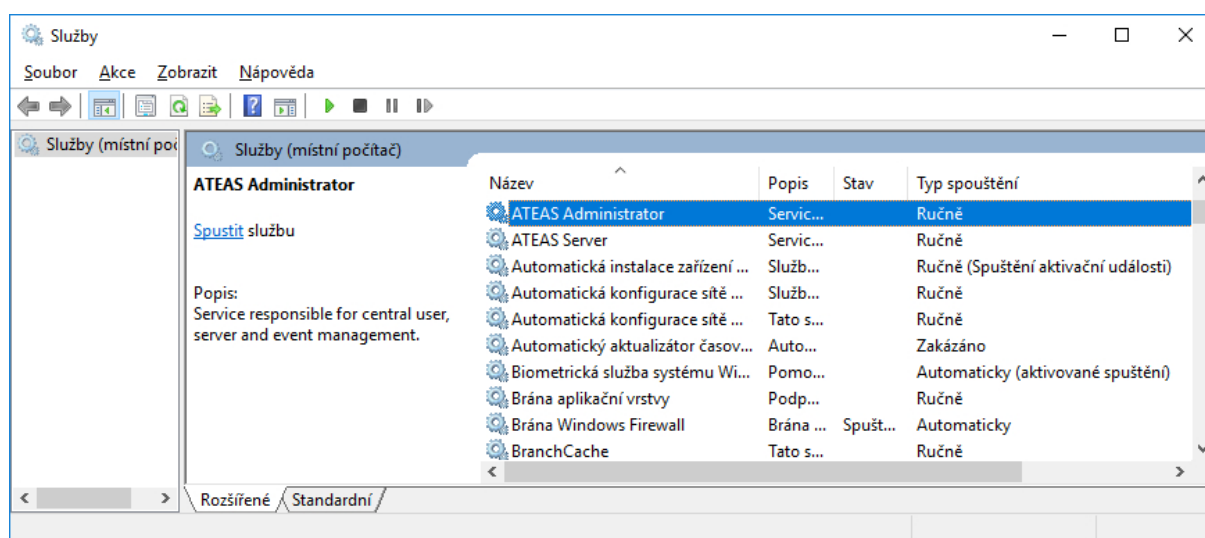 Služby
Soubor Akce Zobrazit Nápověda
Služby (místní poč
Služby (místní počítač)
ATEAS Administrator
Spustit službu
Popis:
Service responsible for central user,
server and event management.
Název Popis Stav Typ spouštění
ATEAS Administrator Servic... Ručně
ATEAS Server Servic... Ručně
Automatická instalace zařízení ... Služb... Ručně (Spuštění aktivační události)
Automatická konfigurace sítě ... Služb... Ručně
Automatická konfigurace sítě ... Tato s... Ručně
Automatický aktualizátor časov... Auto... Zakázáno
Biometrická služba systému Wi... Pomo... Automaticky (aktivované spuštění)
Brána aplikační vrstvy Podp... Ručně
Brána Windows Firewall Brána ... Spušt... Automaticky
BranchCache Tato s... Ručně
Rozšířené Standardní